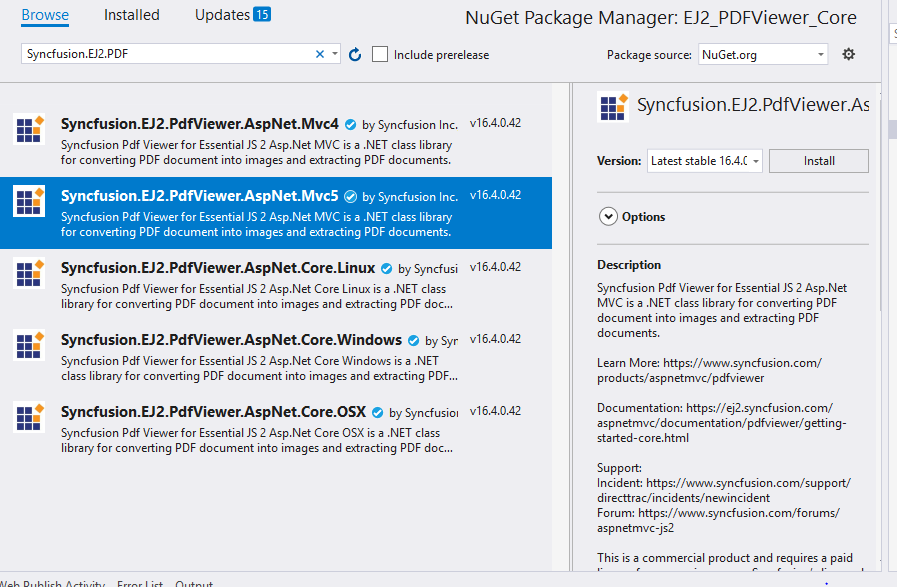 Browse Installed Updates 15 NuGet Package Manager: EJ2_PDFViewer_Core
Syncfusion.EJ2.PDF Include prerelease Package source: NuGet.org
Syncfusion.EJ2.PdfViewer.AspNet.Mvc4 by Syncfusion Inc. v16.4.0.42
Syncfusion Pdf Viewer for Essential JS 2 Asp.Net MVC is a .NET class library
for converting PDF document into images and extracting PDF documents.
Syncfusion.EJ2.PdfViewer.AspNet.Mvc5 by Syncfusion Inc. v16.4.0.42
Syncfusion Pdf Viewer for Essential JS 2 Asp.Net MVC is a .NET class library
for converting PDF document into images and extracting PDF documents.
Syncfusion.EJ2.PdfViewer.AspNet.Core.Linux by Syncfusi v16.4.0.42
Syncfusion Pdf Viewer for Essential JS 2 Asp.Net Core Linux is a .NET class
library for converting PDF document into images and extracting PDF doc...
Syncfusion.EJ2.PdfViewer.AspNet.Core.Windows by Syr v16.4.0.42
Syncfusion Pdf Viewer for Essential JS 2 Asp.Net Core Windows is a .NET
class library for converting PDF document into images and extracting PDF...
Syncfusion.EJ2.PdfViewer.AspNet.Core.OSX by Syncfusion v16.4.0.42
Syncfusion Pdf Viewer for Essential JS 2 Asp.Net Core OSX is a .NET class
library for converting PDF document into images and extracting PDF doc...
Syncfusion.EJ2.PdfViewer.As
Version: Latest stable 16.4.0 Install
Options
Description
Syncfusion Pdf Viewer for Essential JS 2 Asp.Net
MVC is a .NET class library for converting PDF
document into images and extracting PDF
documents.
Learn More: https://www.syncfusion.com/
products/aspnetmvc/pdfviewer
Documentation: https://ej2.syncfusion.com/
aspnetmvc/documentation/pdfviewer/getting-
started-core.html
Support:
Incident: https://www.syncfusion.com/support/
directtrac/incidents/newincident
Forum: https://www.syncfusion.com/forums/
aspnetmvc-js2
This is a commercial product and requires a paid
Web Publish Activity Error List Output